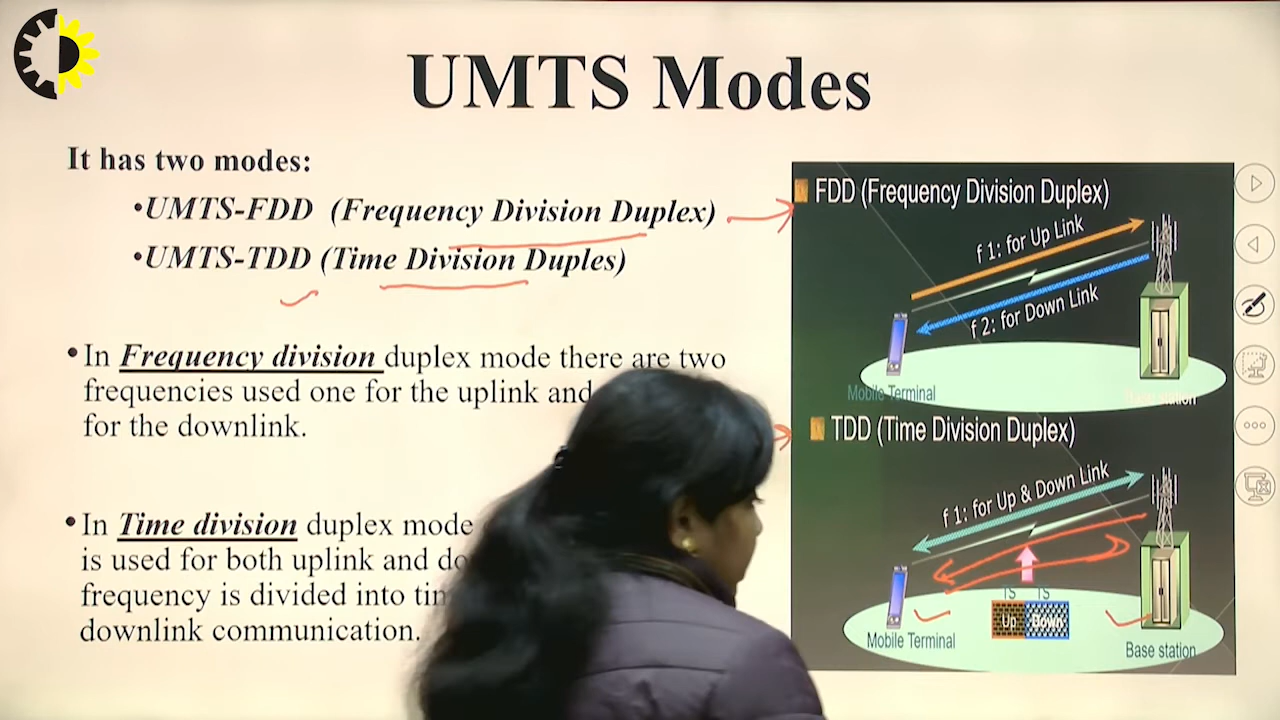 UMTS Modes
It has two modes:
•UMTS-FDD (Frequency Division Duplex)
•UMTS-TDD (Time Division Duples)
• In Frequency division duplex mode there are two
frequencies used one for the uplink and
for the downlink.
• In Time division duplex mode
is used for both uplink and
frequency is divided into
downlink communication.
FDD (Frequency Division Duplex)
f 1: for Up Link
f 2: for Down Link
Mobile Terminal
Base station
TDD (Time Division Duplex)
f 1: for Up & Down Link
TS TS
Up Down
Mobile Terminal
Base station